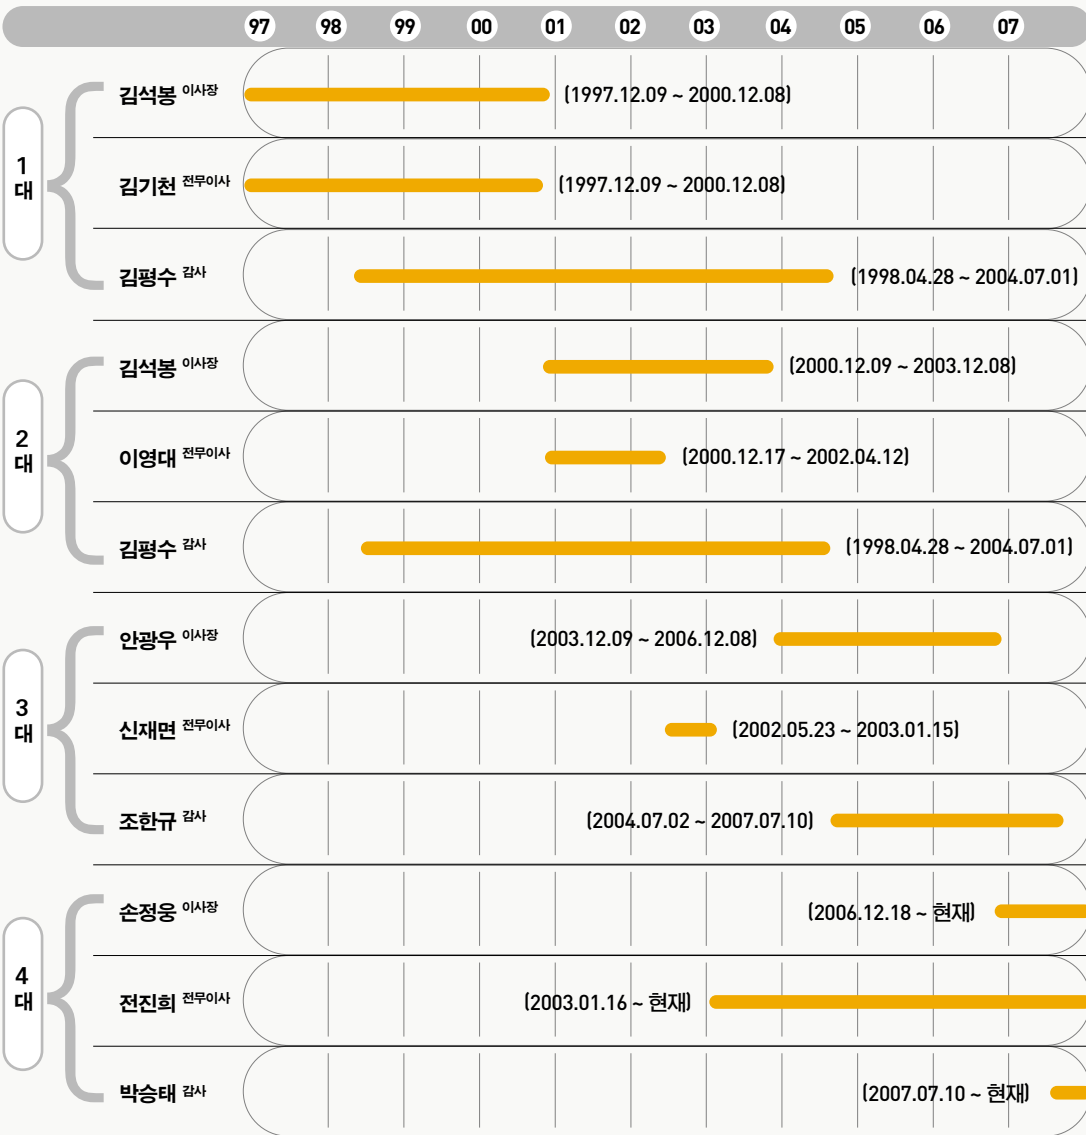 97 98 99 00 01 02 03 04 05 06 07
1
대
김석봉 이사장 (1997.12.09 ~ 2000.12.08)
김기천 전무이사 (1997.12.09 ~ 2000.12.08)
김평수 감사 (1998.04.28 ~ 2004.07.01)
2
대
김석봉 이사장 (2000.12.09 ~ 2003.12.08)
이영대 전무이사 (2000.12.17 ~ 2002.04.12)
김평수 감사 (1998.04.28 ~ 2004.07.01)
3
대
안광우 이사장 (2003.12.09 ~ 2006.12.08)
신재면 전무이사 (2002.05.23 ~ 2003.01.15)
조한규 감사 (2004.07.02 ~ 2007.07.10)
4
대
손정웅 이사장 (2006.12.18 ~ 현재)
전진희 전무이사 (2003.01.16 ~ 현재)
박승태 감사 (2007.07.10 ~ 현재)